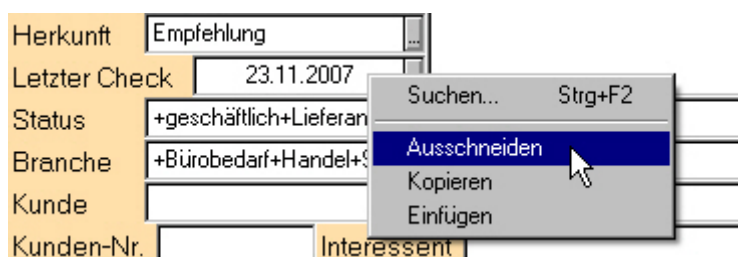 Herkunft Empfehlung ...
Letzter Check 23.11.2007
Suchen... Strg+F2
Status +geschäftlich+Lieferan
Ausschneiden
Branche +Bürobedarf+Handel+
Kopieren
Kunde
Einfügen
Kunden-Nr. Interessent